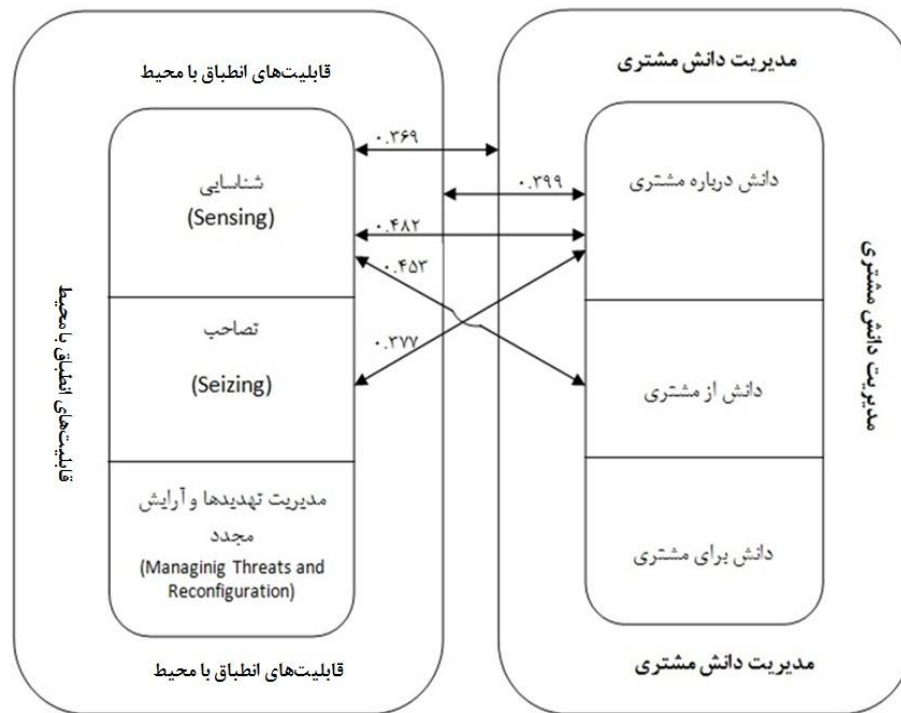 مدیریت دانش مشتری
قابلیت‌های انطباق با محیط
۰.۳۶۹
دانش درباره مشتری
شناسایی
(Sensing)
۰.۳۹۹
۰.۴۸۲
۰.۴۵۳
مدیریت دانش مشتری
قابلیت‌های انطباق با محیط
تصاحب
(Seizing)
۰.۳۷۷
دانش از مشتری
مدیریت تهدیدها و آرایش
مجدد
(Managinig Threats and
Reconfiguration)
دانش برای مشتری
مدیریت دانش مشتری
قابلیت‌های انطباق با محیط